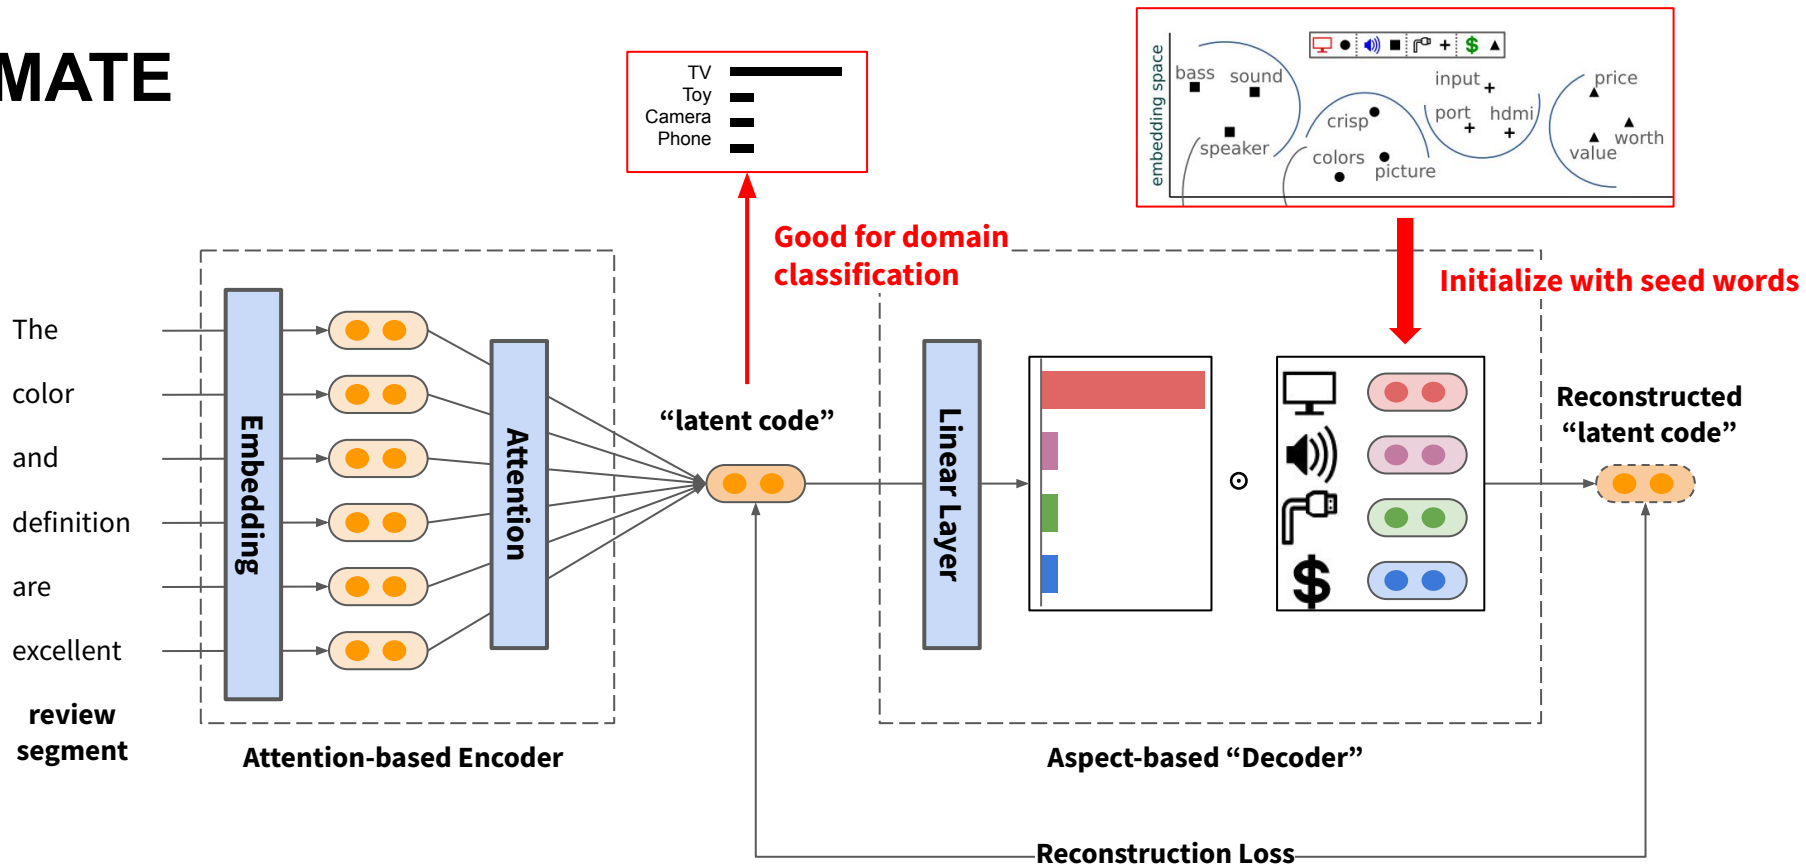 MATE
TV
Toy
Camera
Phone
embedding space
$
bass
sound
speaker
crisp
colors
picture
input
port
hdmi
price
worth
value
Good for domain
classification
Initialize with seed words
The
color
and
definition
are
excellent
review
segment
Embedding
Attention
Attention-based Encoder
“latent code”
Linear Layer
$
Aspect-based “Decoder”
Reconstructed
“latent code”
Reconstruction Loss